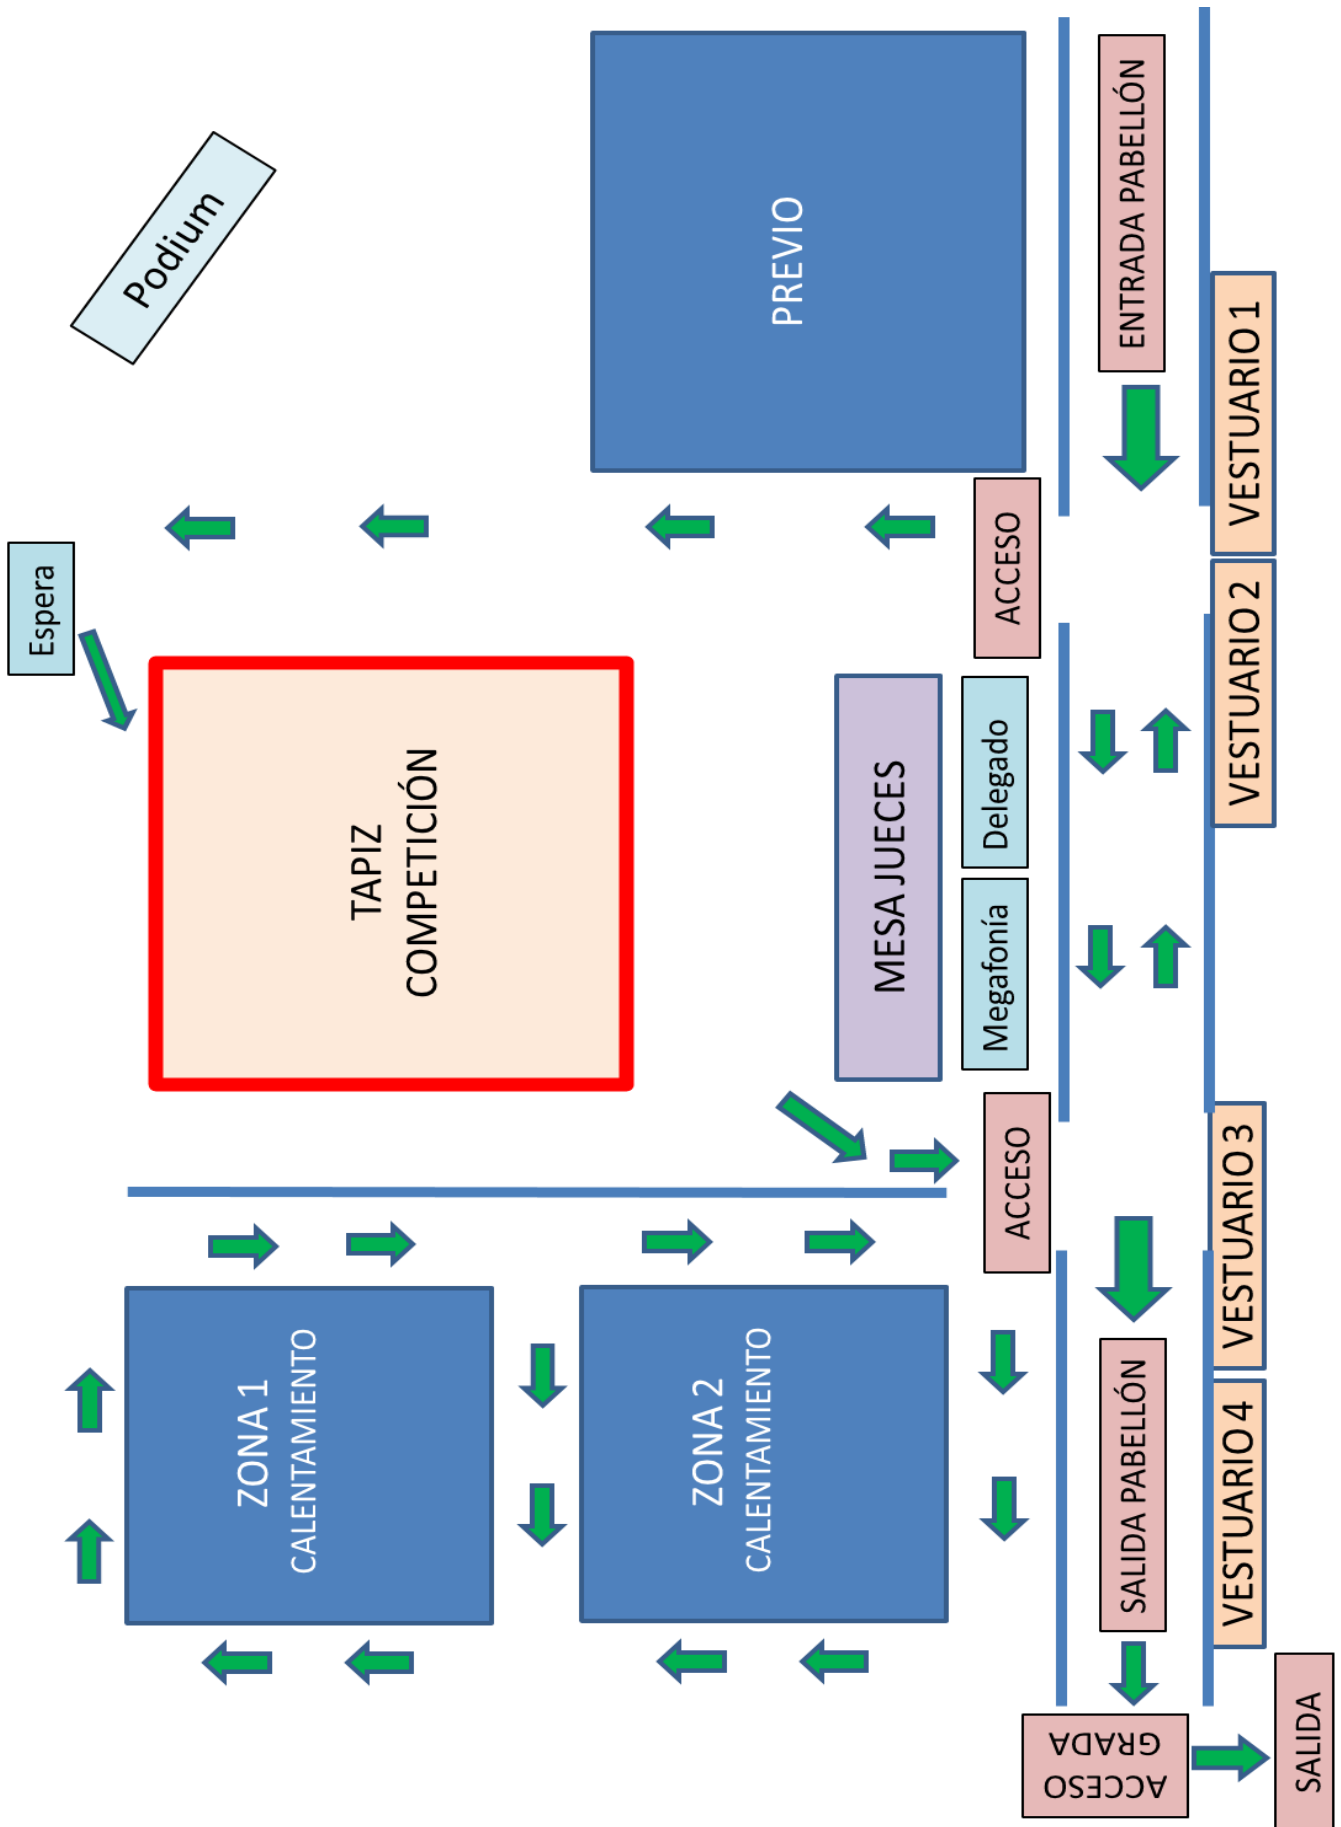 Podium
PREVIO
ENTRADA PABELLÓN
VESTUARIO 1
Espera
ACCESO
VESTUARIO 2
TAPIZ
COMPETICIÓN
MESA JUECES
Delegado
Megafonía
ACCESO
VESTUARIO 3
ZONA 1
CALENTAMIENTO
ZONA 2
CALENTAMIENTO
SALIDA PABELLÓN
VESTUARIO 4
ACCESO
GRADA
SALIDA